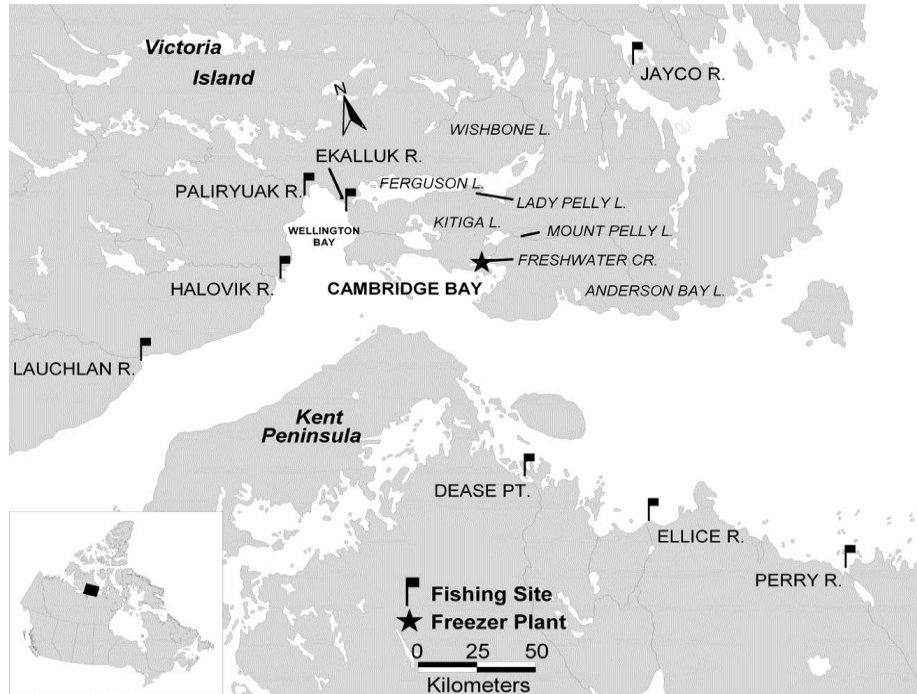 Victoria
Island
JAYCO R.
N
WISHBONE L.
EKALLUK R.
PALIRYUAK R.
FERGUSON L.
LADY PELLY L.
KITIGA L.
WELLINGTON
BAY
MOUNT PELLY L.
FRESHWATER CR.
HALOVIK R.
CAMBRIDGE BAY
ANDERSON BAY L.
LAUCHLAN R.
Kent
Peninsula
DEASE PT.
ELLICE R.
PERRY R.
Fishing Site
Freezer Plant
0 25 50
Kilometers